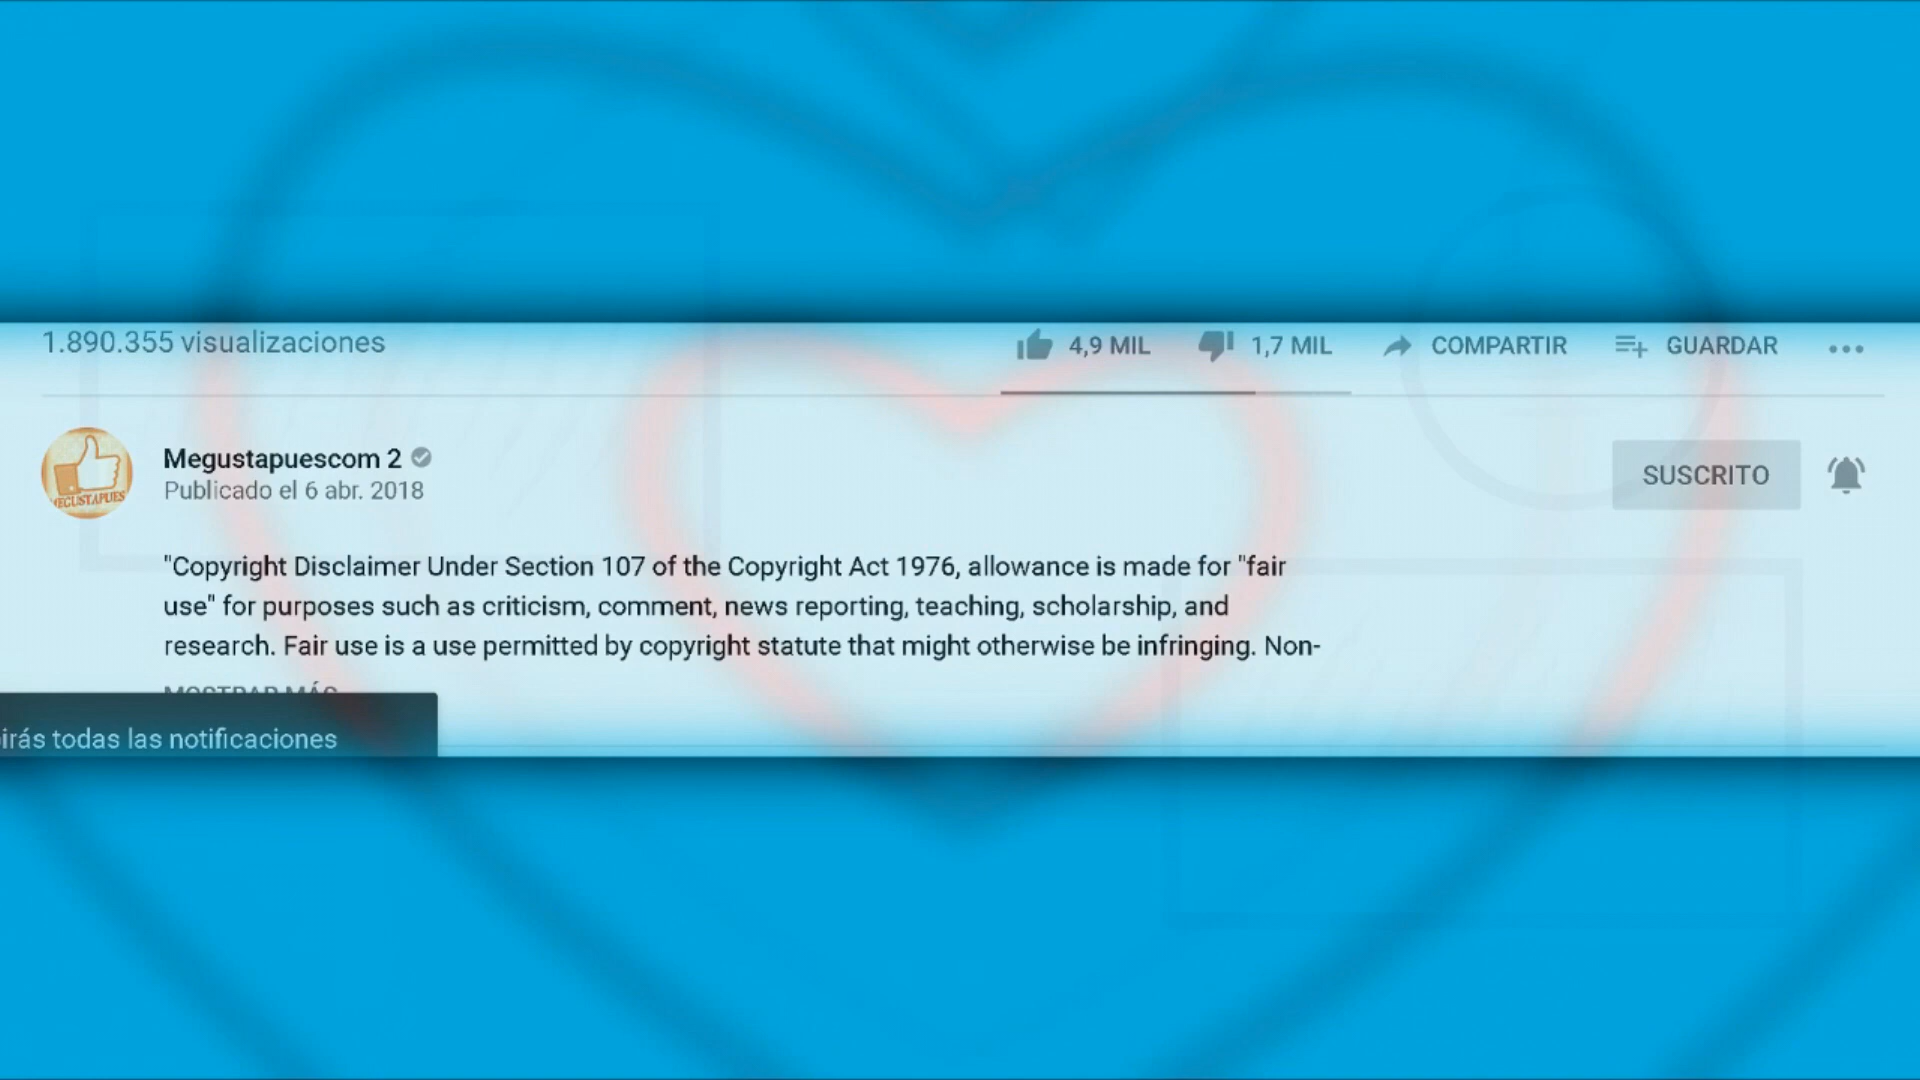 1.890.355 visualizaciones
4,9 MIL 1,7 MIL COMPARTIR GUARDAR
Megustapuescom 2
Publicado el 6 abr. 2018
SUSCRITO
MEGUSTAPUES
"Copyright Disclaimer Under Section 107 of the Copyright Act 1976, allowance is made for "fair
use" for purposes such as criticism, comment, news reporting, teaching, scholarship, and
research. Fair use is a use permitted by copyright statute that might otherwise be infringing. Non-
MOSTRAR MÁS
irás todas las notificaciones